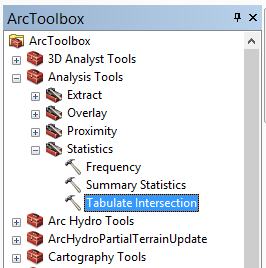 ArcToolbox
ArcToolbox
3D Analyst Tools
Analysis Tools
Extract
Overlay
Proximity
Statistics
Frequency
Summary Statistics
Tabulate Intersection
Arc Hydro Tools
ArcHydroPartialTerrainUpdate
Cartography Tools